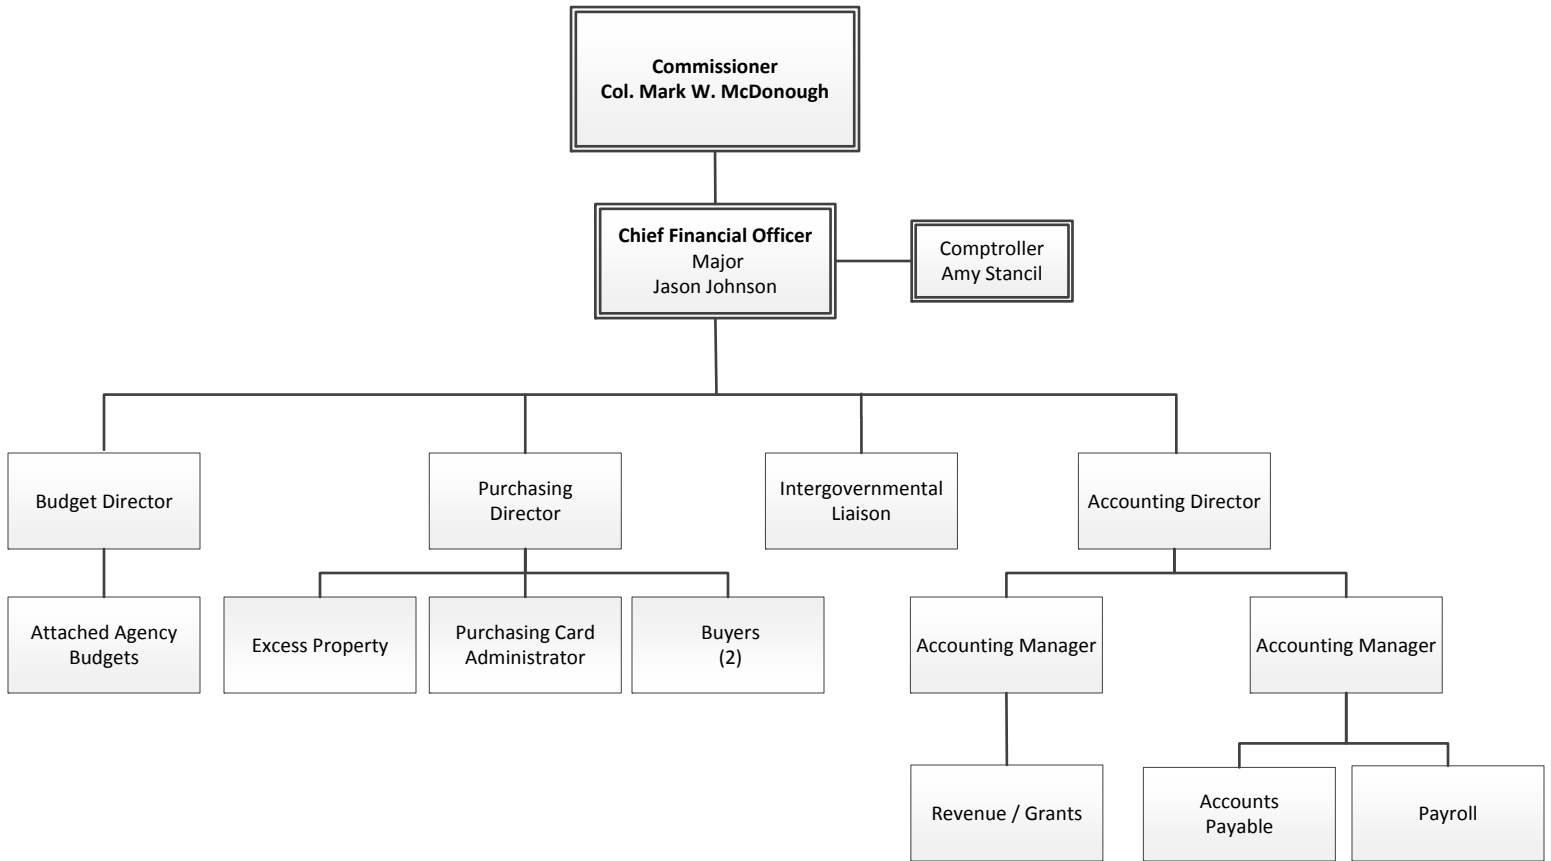 Commissioner
Col. Mark W. McDonough
Chief Financial Officer
Major
Jason Johnson
Comptroller
Amy Stancil
Budget Director
Purchasing
Director
Intergovernmental
Liaison
Accounting Director
Attached Agency
Budgets
Excess Property
Purchasing Card
Administrator
Buyers
(2)
Accounting Manager
Accounting Manager
Revenue / Grants
Accounts
Payable
Payroll